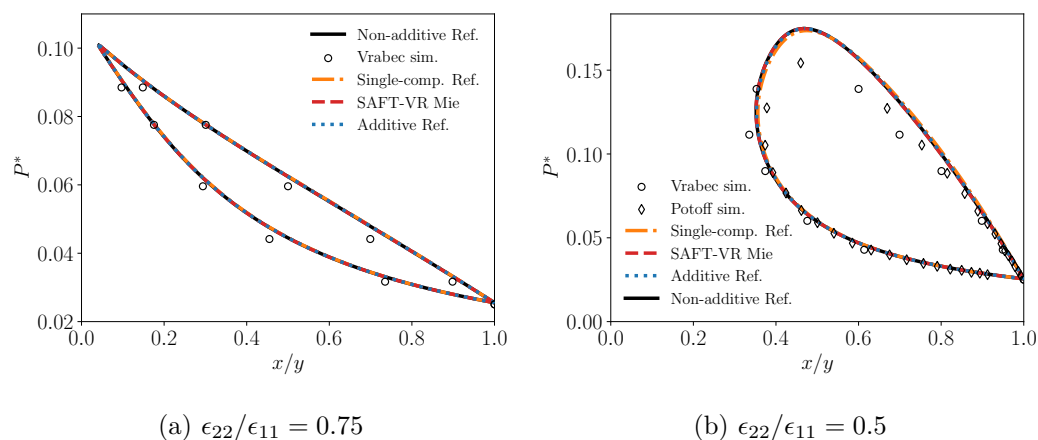 0.10
0.08
0.06
0.04
0.02
P*
0.0 0.2 0.4 0.6 0.8 1.0
x/y
Non-additive Ref.
Vrabec sim.
Single-comp. Ref.
SAFT-VR Mie
Additive Ref.
(a) ϵ₂₂/ϵ₁₁ = 0.75
0.15
0.10
0.05
0.00
P*
0.0 0.2 0.4 0.6 0.8 1.0
x/y
Vrabec sim.
Potoff sim.
Single-comp. Ref.
SAFT-VR Mie
Additive Ref.
Non-additive Ref.
(b) ϵ₂₂/ϵ₁₁ = 0.5